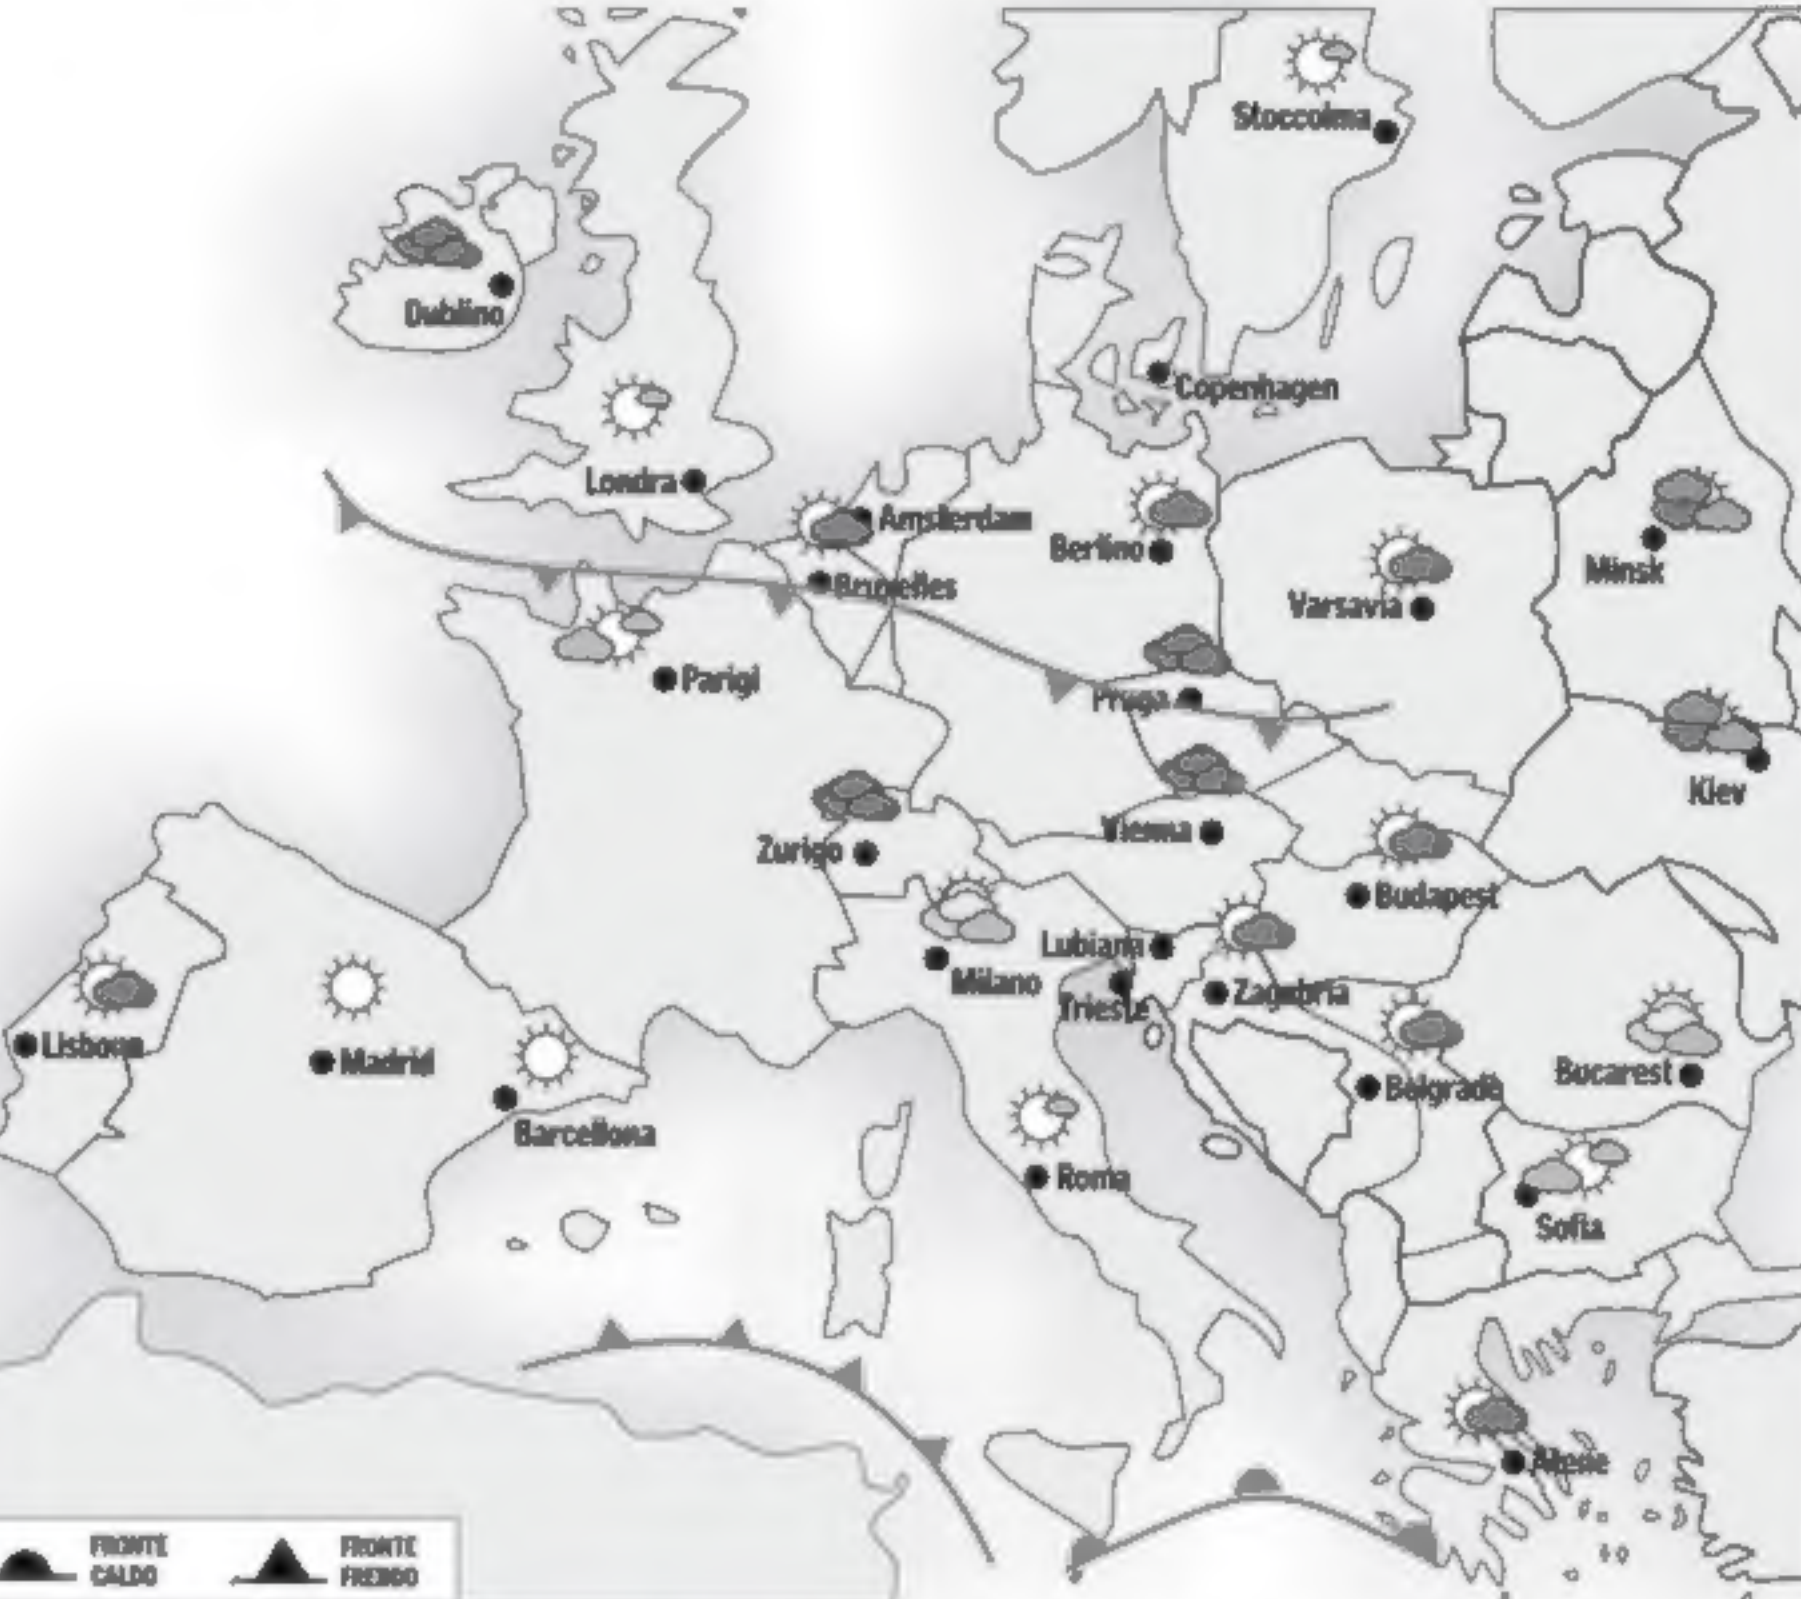 Stoccolma
Dublino
Copenhagen
Londra
Amsterdam
Berlino
Minsk
Bruxelles
Varsavia
Parigi
Praga
Kiev
Vienna
Zurigo
Budapest
Lubiana
Milano
Zagabria
Trieste
Lisbona
Madrid
Bucarest
Belgrado
Barcellona
Roma
Sofia
Atene
FRONTE
CALDO
FRONTE
FREDDO